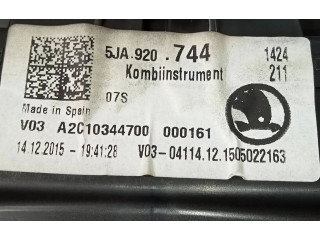 5JA.920 .744 1424
Kombiinstrument 211
07S
Made in Spain
V03 A2C10344700 000161
14.12.2015 - 19:41:28 V03-04114.12.1505022163